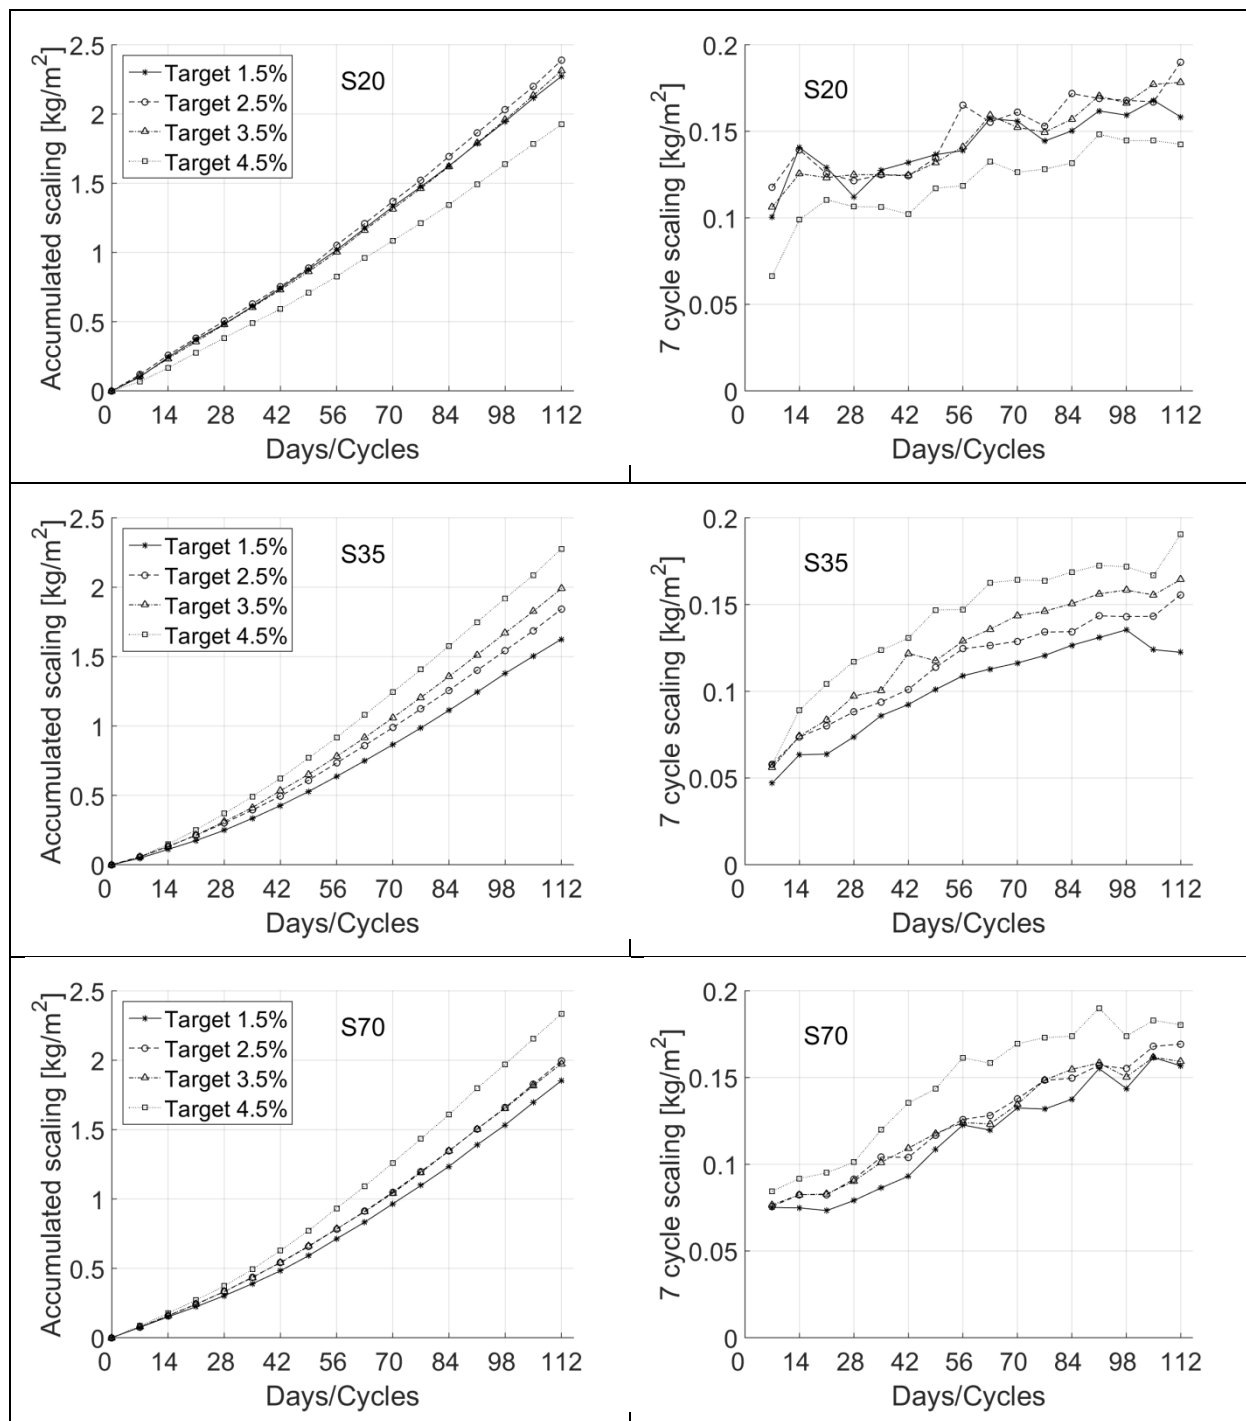 Accumulated scaling [kg/m²]
2.5
2
1.5
1
0.5
0
Target 1.5%
Target 2.5%
Target 3.5%
Target 4.5%
S20
0 14 28 42 56 70 84 98 112
Days/Cycles
7 cycle scaling [kg/m²]
0.2
0.15
0.1
0.05
0
S20
0 14 28 42 56 70 84 98 112
Days/Cycles
Accumulated scaling [kg/m²]
2.5
2
1.5
1
0.5
0
Target 1.5%
Target 2.5%
Target 3.5%
Target 4.5%
S35
0 14 28 42 56 70 84 98 112
Days/Cycles
7 cycle scaling [kg/m²]
0.2
0.15
0.1
0.05
0
S35
0 14 28 42 56 70 84 98 112
Days/Cycles
Accumulated scaling [kg/m²]
2.5
2
1.5
1
0.5
0
Target 1.5%
Target 2.5%
Target 3.5%
Target 4.5%
S70
0 14 28 42 56 70 84 98 112
Days/Cycles
7 cycle scaling [kg/m²]
0.2
0.15
0.1
0.05
0
S70
0 14 28 42 56 70 84 98 112
Days/Cycles